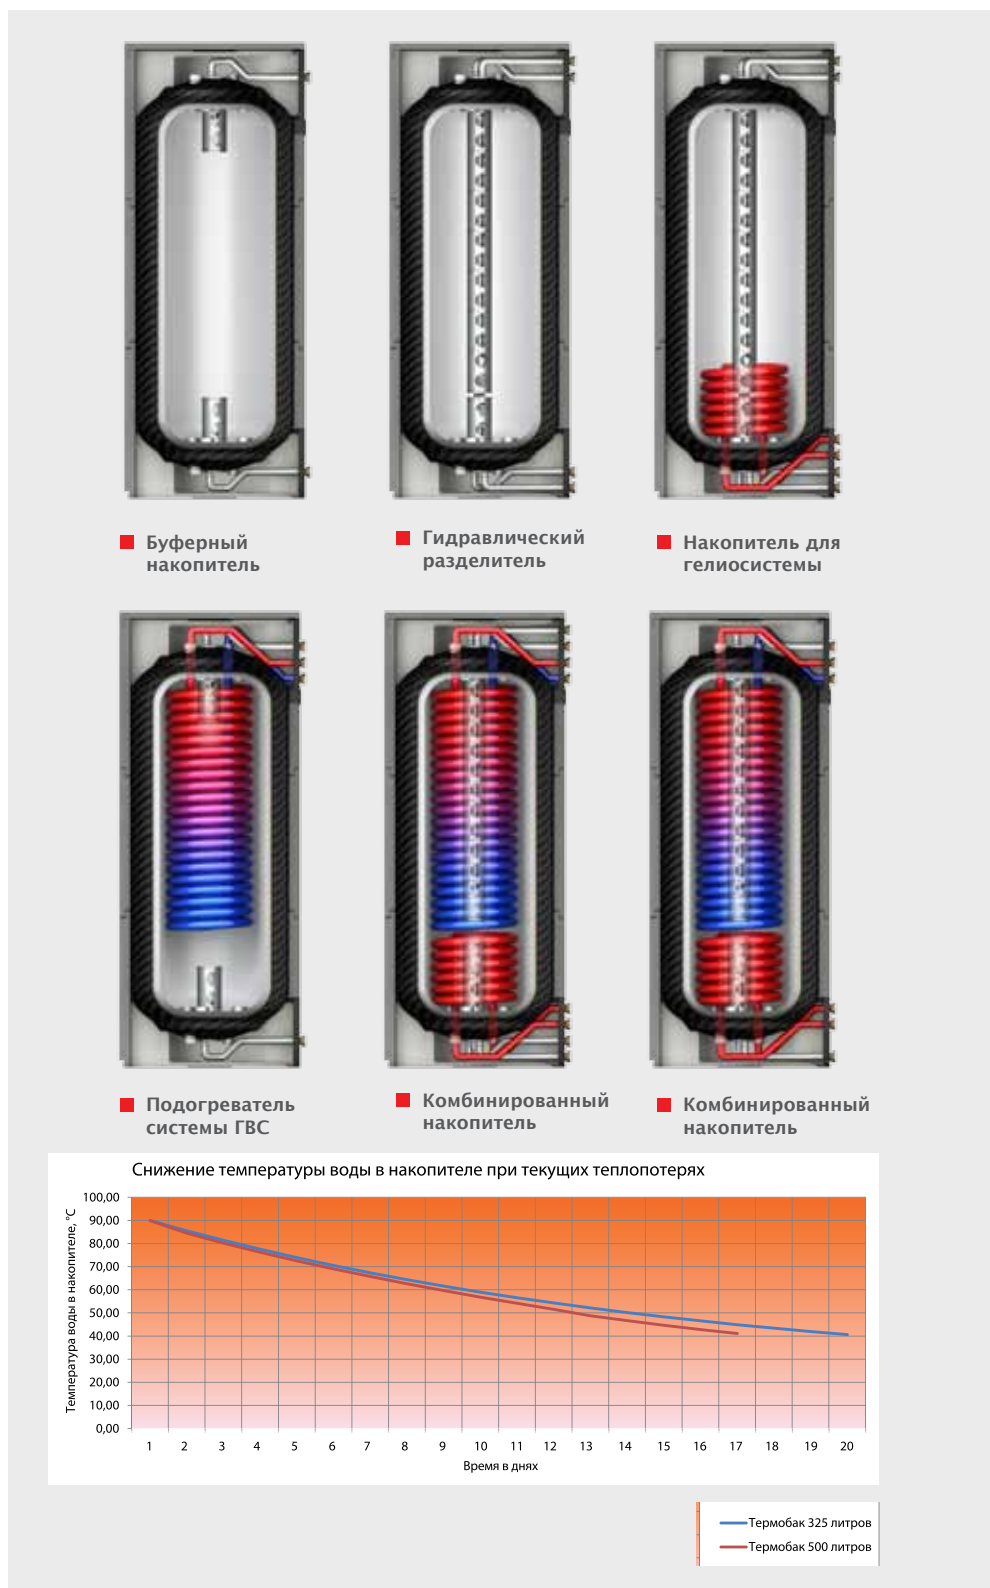 Буферный
накопитель
Гидравлический
разделитель
Накопитель для
гелиосистемы
Подогреватель
системы ГВС
Комбинированный
накопитель
Комбинированный
накопитель
Снижение температуры воды в накопителе при текущих теплопотерях
Температура воды в накопителе, °C
100,00
90,00
80,00
70,00
60,00
50,00
40,00
30,00
20,00
10,00
0,00
1 2 3 4 5 6 7 8 9 10 11 12 13 14 15 16 17 18 19 20
Время в днях
Термобак 325 литров
Термобак 500 литров